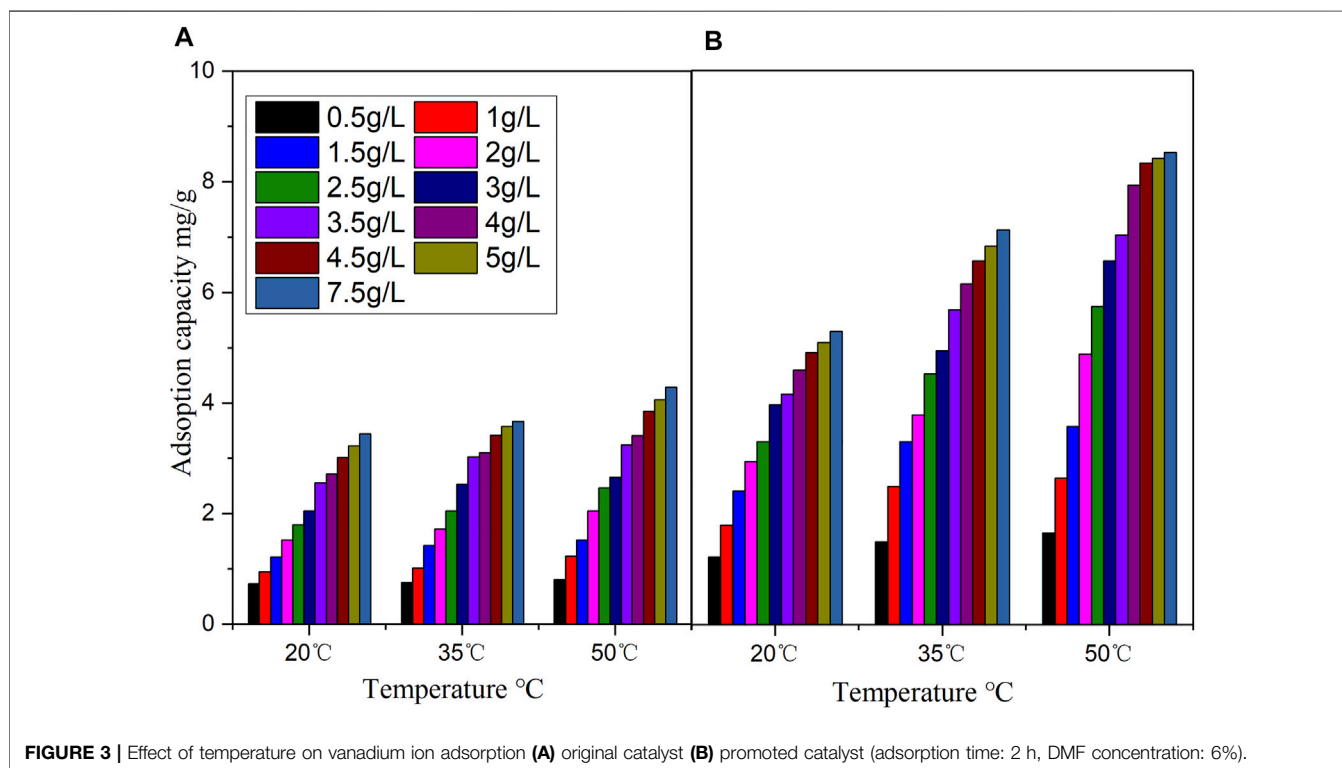 A
B
10
8
6
4
2
0
Adsoption capacity mg/g
0.5g/L 1g/L
1.5g/L 2g/L
2.5g/L 3g/L
3.5g/L 4g/L
4.5g/L 5g/L
7.5g/L
20℃ 35℃ 50℃
Temperature °C
20℃ 35℃ 50℃
Temperature °C
FIGURE 3 | Effect of temperature on vanadium ion adsorption (A) original catalyst (B) promoted catalyst (adsorption time: 2 h, DMF concentration: 6%).